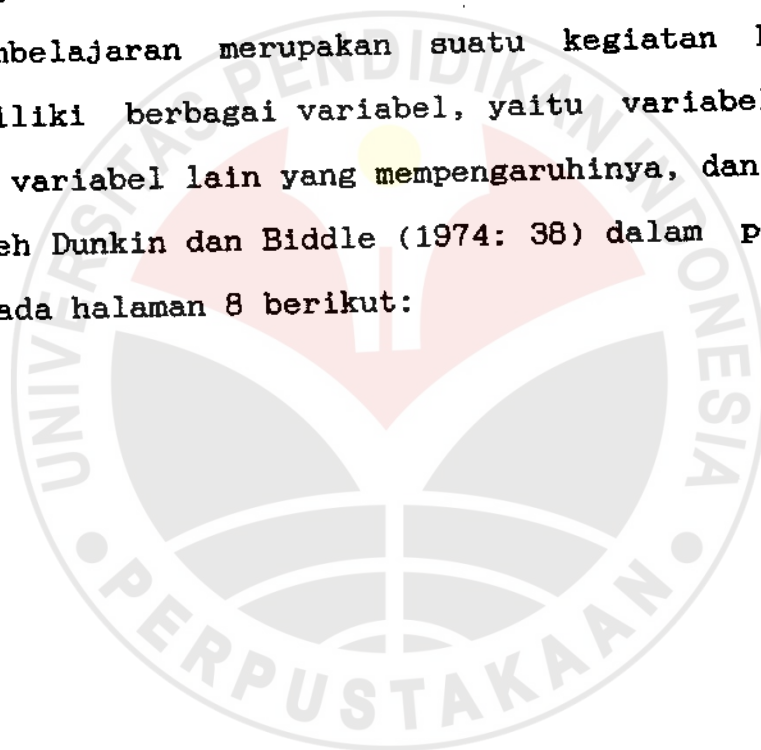 mbelajaran merupakan suatu kegiatan
iliki berbagai variabel, yaitu variabel
variabel lain yang mempengaruhinya, dan
eh Dunkin dan Biddle (1974: 38) dalam p
ada halaman 8 berikut:
UNIVERSITAS PENDIDIKAN INDONESIA
PERPUSTAKAAN